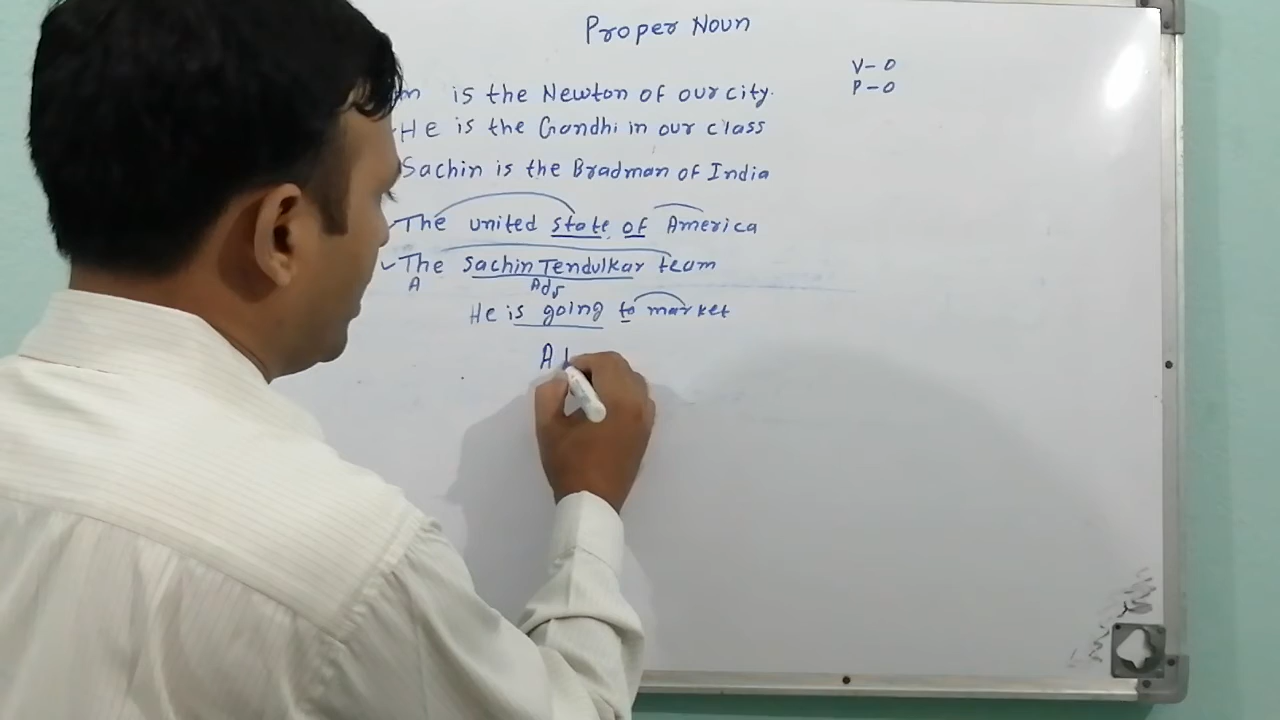 Proper Noun
V - O
P - O
is the Newton of our city.
He is the Gandhi in our class
Sachin is the Bradman of India
The united state of America
The Sachin Tendulkar team
A Adj
He is going to market
A